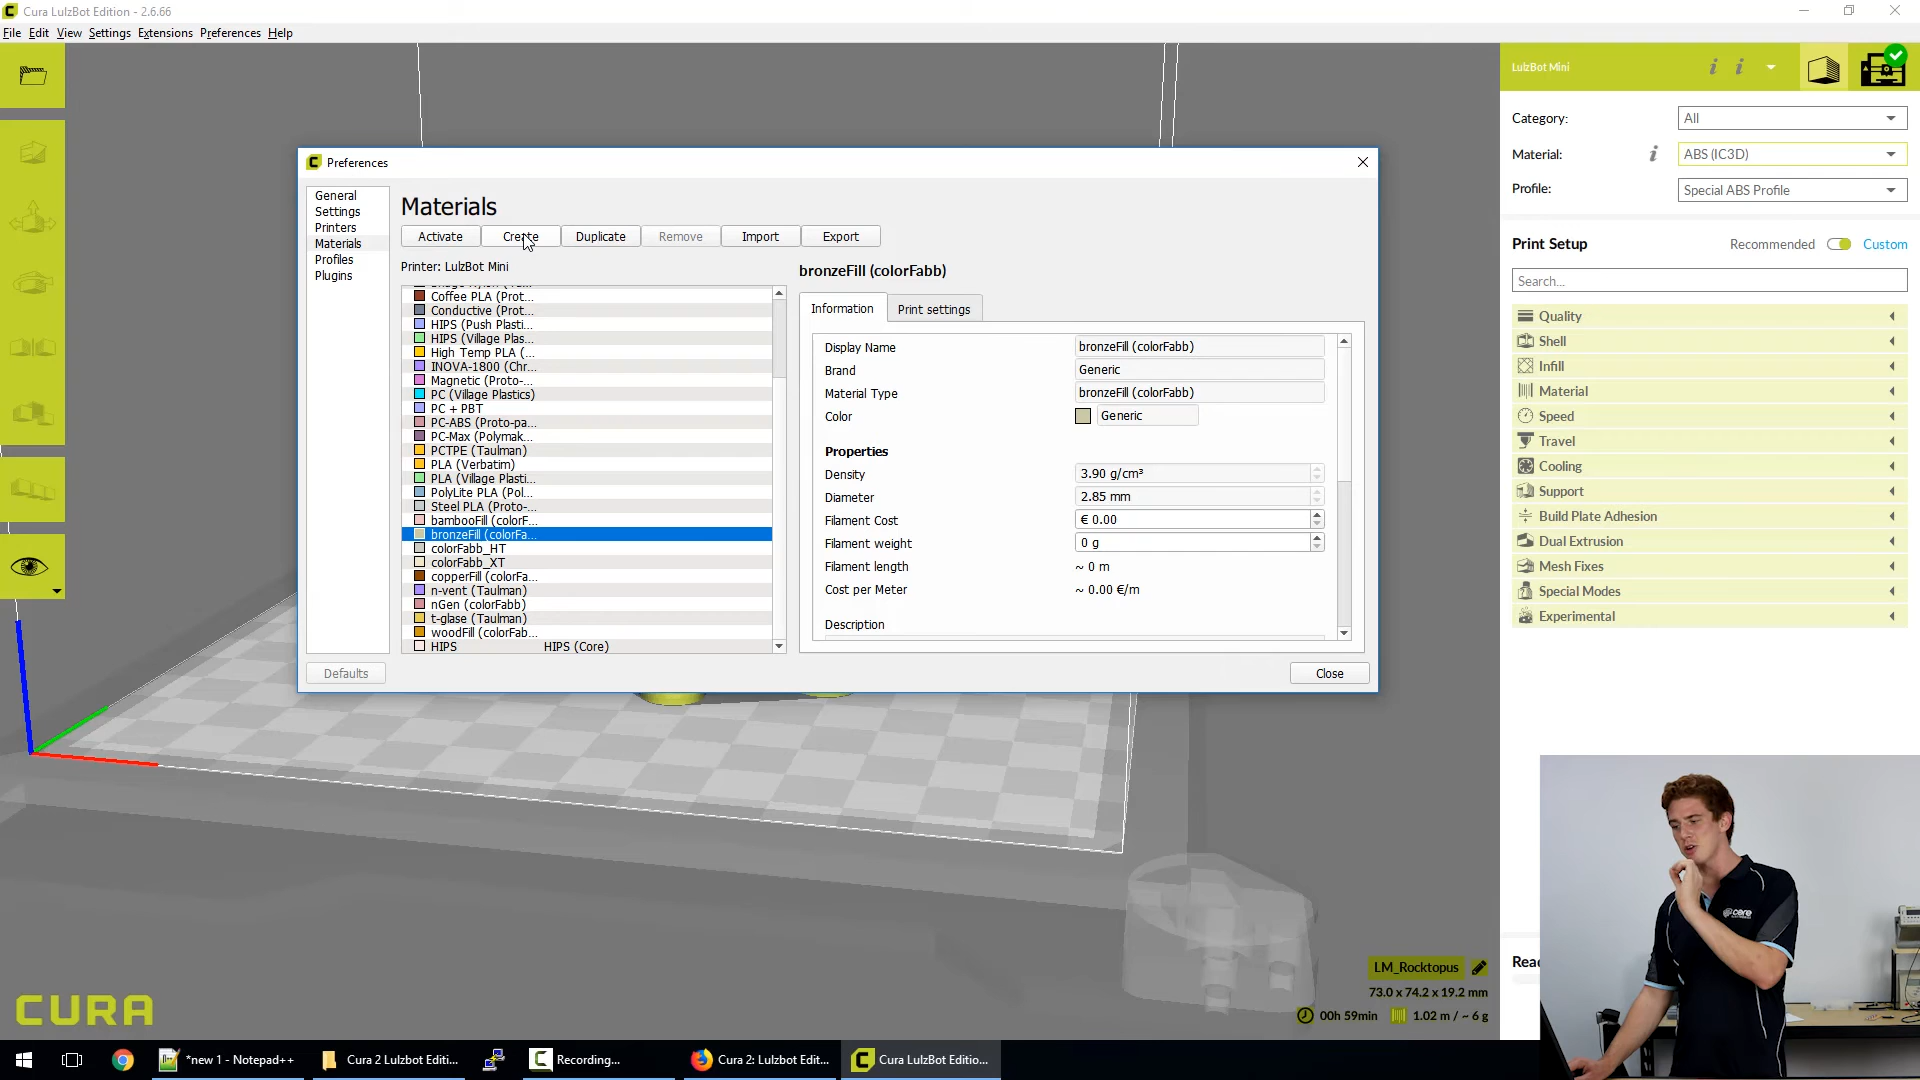 Cura LulzBot Edition - 2.6.66
File Edit View Settings Extensions Preferences Help
LulzBot Mini
Category: All
Material: ABS (IC3D)
Profile: Special ABS Profile
Print Setup Recommended Custom
Search...
Quality
Shell
Infill
Material
Speed
Travel
Cooling
Support
Build Plate Adhesion
Dual Extrusion
Mesh Fixes
Special Modes
Experimental
Preferences
General
Settings
Printers
Materials
Profiles
Plugins
Defaults
Materials
Activate Create Duplicate Remove Import Export
Printer: LulzBot Mini
Coffee PLA (Prot...
Conductive (Prot...
HIPS (Push Plasti...
HIPS (Village Plas...
High Temp PLA (...
INOVA-1800 (Chr...
Magnetic (Proto-...
PC (Village Plastics)
PC + PBT
PC-ABS (Proto-pa...
PC-Max (Polymak...
PCTPE (Taulman)
PLA (Verbatim)
PLA (Village Plasti...
PolyLite PLA (Pol...
Steel PLA (Proto-...
bambooFill (colorF...
bronzeFill (colorFa...
colorFabb_HT
colorFabb_XT
copperFill (colorFa...
n-vent (Taulman)
nGen (colorFabb)
t-glase (Taulman)
woodFill (colorFab...
HIPS HIPS (Core)
bronzeFill (colorFabb)
Information Print settings
Display Name bronzeFill (colorFabb)
Brand Generic
Material Type bronzeFill (colorFabb)
Color Generic
Properties
Density 3.90 g/cm³
Diameter 2.85 mm
Filament Cost € 0.00
Filament weight 0 g
Filament length ~ 0 m
Cost per Meter ~ 0.00 €/m
Description
Close
LM_Rocktopus
73.0 x 74.2 x 19.2 mm
00h 59min 1.02 m / ~ 6 g
CURA
core
*new 1 - Notepad++ Cura 2 Lulzbot Editi... Recording... Cura 2: Lulzbot Edit... Cura LulzBot Editio...